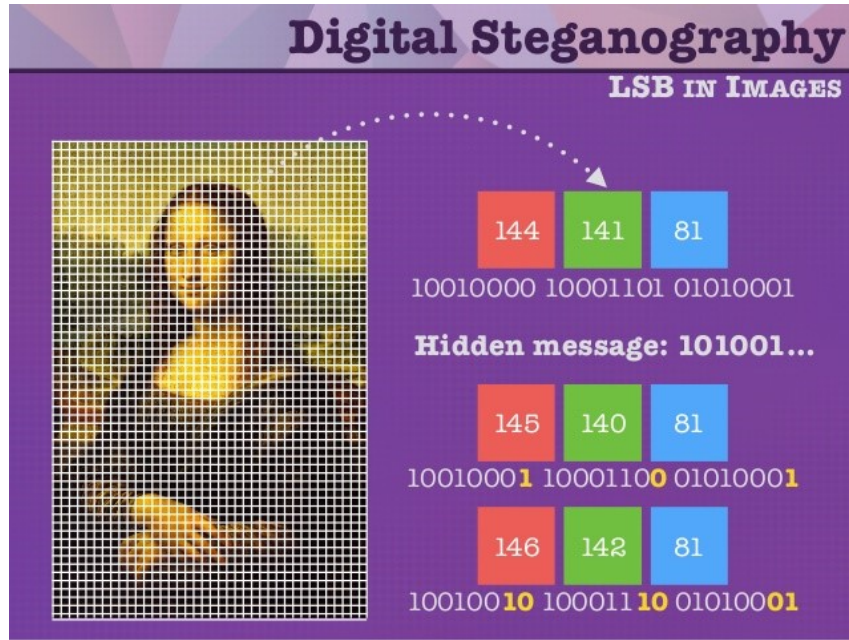 Digital Steganography
LSB IN IMAGES
144 141 81
10010000 10001101 01010001
Hidden message: 101001...
145 140 81
10010001 10001100 01010001
146 142 81
10010010 10001110 01010001